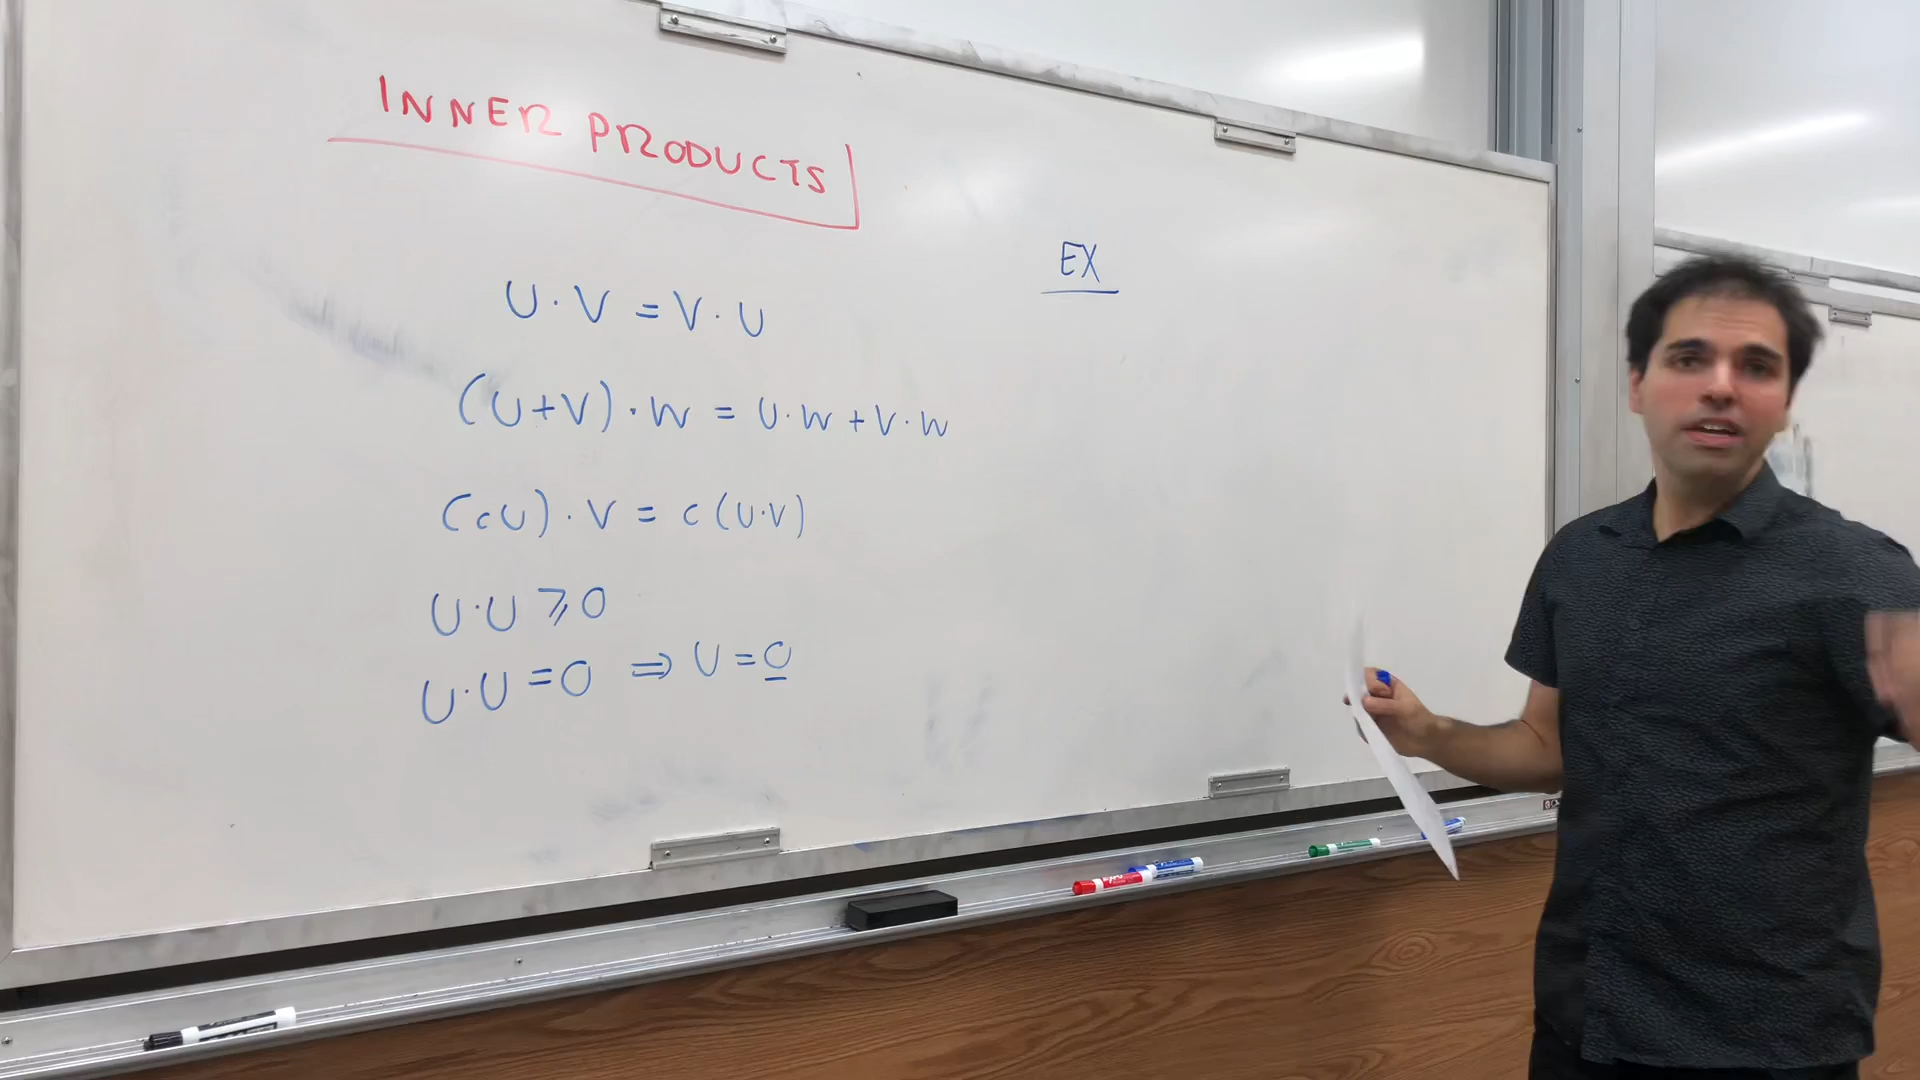 INNER PRODUCTS
U · V = V · U
(U+V) · W = U·W + V·W
(cU) · V = c(U·V)
U·U ⩾ 0
U·U = 0 ⇒ U = 0
EX